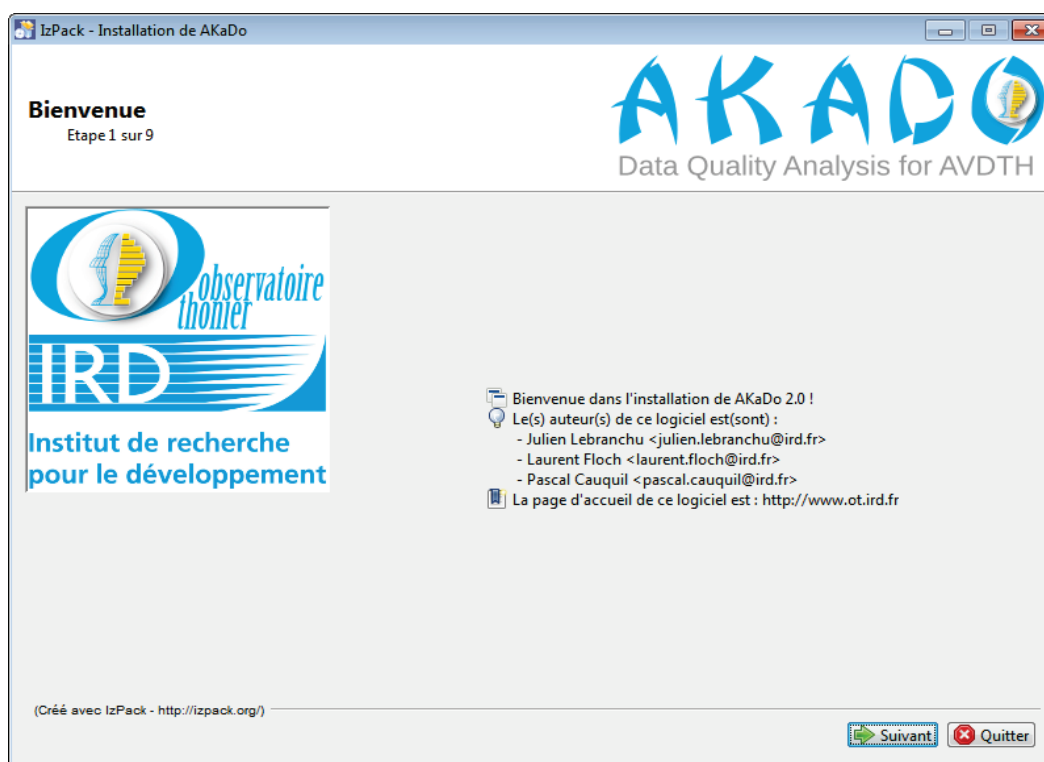 IzPack - Installation de AKaDo
Bienvenue
Etape 1 sur 9
AKADO
Data Quality Analysis for AVDTH
observatoire
thonier
IRD
Institut de recherche
pour le développement
Bienvenue dans l'installation de AKaDo 2.0 !
Le(s) auteur(s) de ce logiciel est(sont) :
- Julien Lebranchu <julien.lebranchu@ird.fr>
- Laurent Floch <laurent.floch@ird.fr>
- Pascal Cauquil <pascal.cauquil@ird.fr>
La page d'accueil de ce logiciel est : http://www.ot.ird.fr
(Créé avec IzPack - http://izpack.org/)
Suivant
Quitter